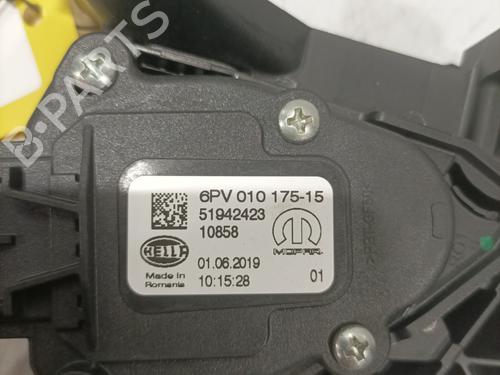 B-PARTS
6PV 010 175-15
51942423
10858
HELLA
MOPAR
Made in
Romania
01.06.2019
10:15:28
01